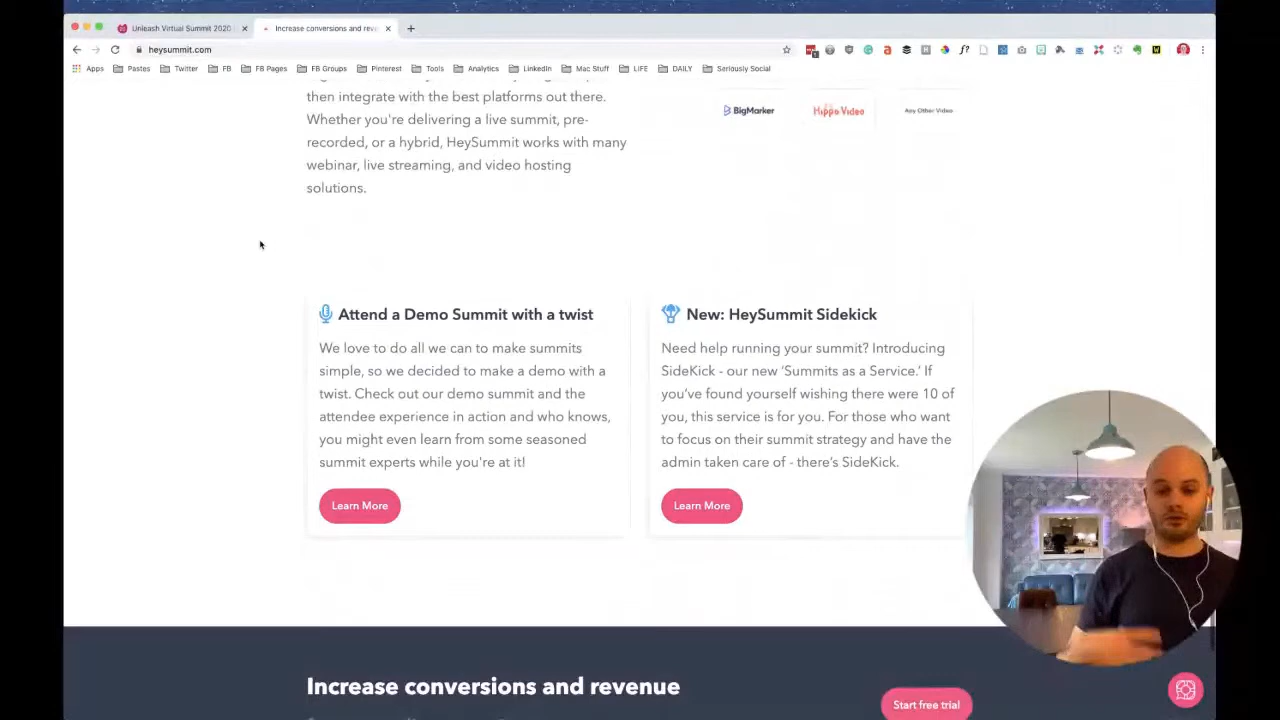 Unleash Virtual Summit 2020
Increase conversions and reve
heysummit.com
Apps
Pastes
Twitter
FB
FB Pages
FB Groups
Pinterest
Tools
Analytics
LinkedIn
Mac Stuff
LIFE
DAILY
Seriously Social
then integrate with the best platforms out there.
Whether you're delivering a live summit, pre-
recorded, or a hybrid, HeySummit works with many
webinar, live streaming, and video hosting
solutions.
BigMarker
Hippo Video
Any Other Video
Attend a Demo Summit with a twist
We love to do all we can to make summits
simple, so we decided to make a demo with a
twist. Check out our demo summit and the
attendee experience in action and who knows,
you might even learn from some seasoned
summit experts while you're at it!
Learn More
New: HeySummit Sidekick
Need help running your summit? Introducing
SideKick - our new ‘Summits as a Service.’ If
you’ve found yourself wishing there were 10 of
you, this service is for you. For those who want
to focus on their summit strategy and have the
admin taken care of - there’s SideKick.
Learn More
Increase conversions and revenue
Start free trial